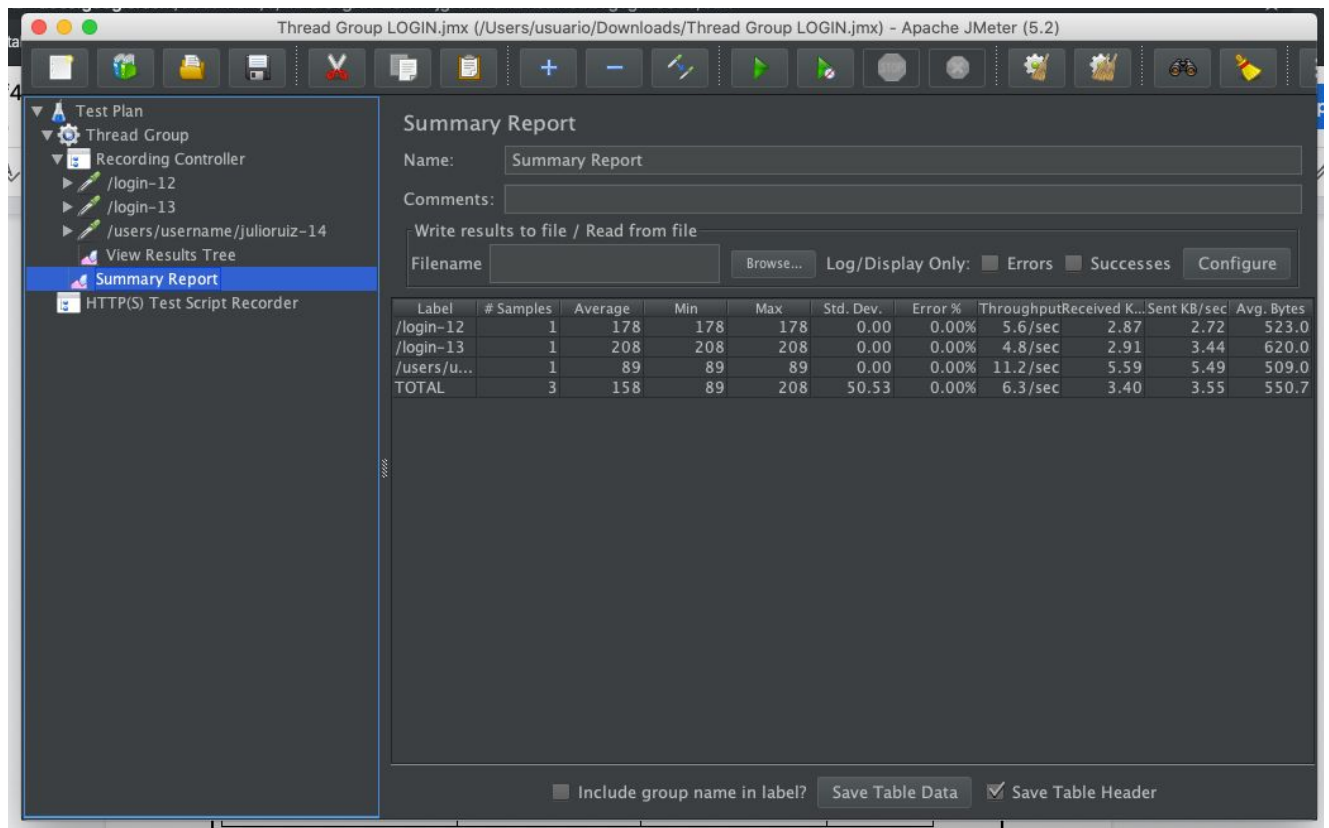 Thread Group LOGIN.jmx (/Users/usuario/Downloads/Thread Group LOGIN.jmx) - Apache JMeter (5.2)
Test Plan
Thread Group
Recording Controller
/login-12
/login-13
/users/username/julioruiz-14
View Results Tree
Summary Report
HTTP(S) Test Script Recorder
Summary Report
Name: Summary Report
Comments:
Write results to file / Read from file
Filename Browse... Log/Display Only: Errors Successes Configure
Label # Samples Average Min Max Std. Dev. Error % Throughput Received K... Sent KB/sec Avg. Bytes
/login-12 1 178 178 178 0.00 0.00% 5.6/sec 2.87 2.72 523.0
/login-13 1 208 208 208 0.00 0.00% 4.8/sec 2.91 3.44 620.0
/users/u... 1 89 89 89 0.00 0.00% 11.2/sec 5.59 5.49 509.0
TOTAL 3 158 89 208 50.53 0.00% 6.3/sec 3.40 3.55 550.7
Include group name in label? Save Table Data Save Table Header